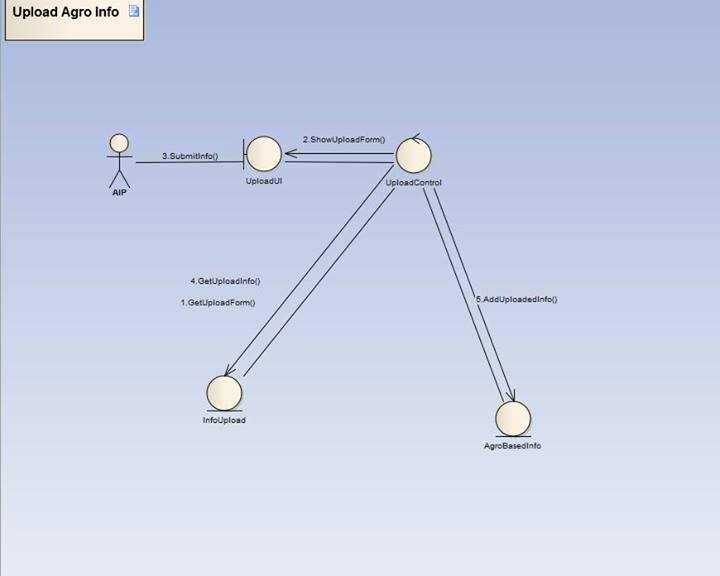 Upload Agro Info
2.ShowUploadForm()
3.SubmitInfo()
UploadUI
UploadControl
AIP
4.GetUploadInfo()
1.GetUploadForm()
5.AddUploadedInfo()
InfoUpload
AgroBasedInfo